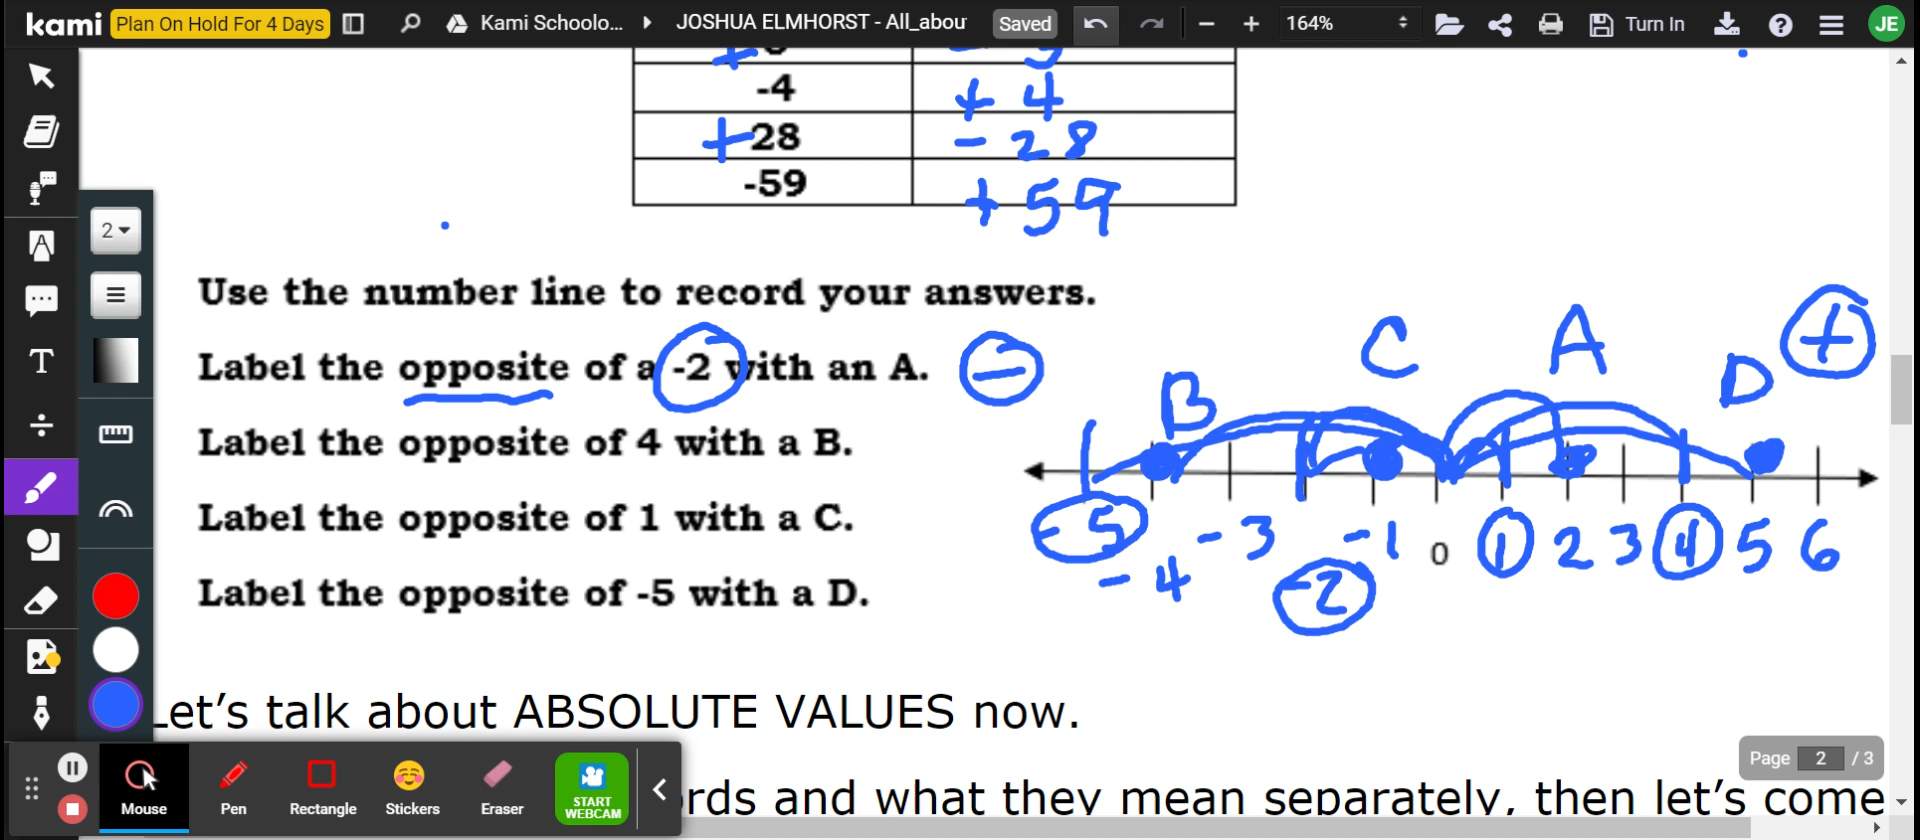 kami Plan On Hold For 4 Days Kami Schoolo... JOSHUA ELMHORST - All_abou Saved 164% Turn In JE
-4 + 4
+28 - 28
-59 + 59
2
Use the number line to record your answers.
Label the opposite of a -2 with an A. - C A D +
B
Label the opposite of 4 with a B.
Label the opposite of 1 with a C.
-5 -4 -3 -2 -1 0 1 2 3 4 5 6
Label the opposite of -5 with a D.
Let's talk about ABSOLUTE VALUES now.
Page 2 / 3
rds and what they mean separately, then let's come
Mouse Pen Rectangle Stickers Eraser START WEBCAM